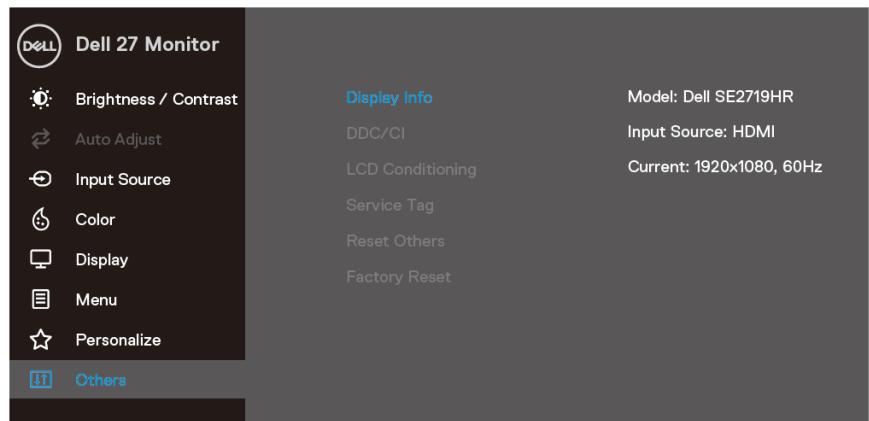 DELL Dell 27 Monitor
Brightness / Contrast
Auto Adjust
Input Source
Color
Display
Menu
Personalize
Others
Display Info
DDC/CI
LCD Conditioning
Service Tag
Reset Others
Factory Reset
Model: Dell SE2719HR
Input Source: HDMI
Current: 1920x1080, 60Hz